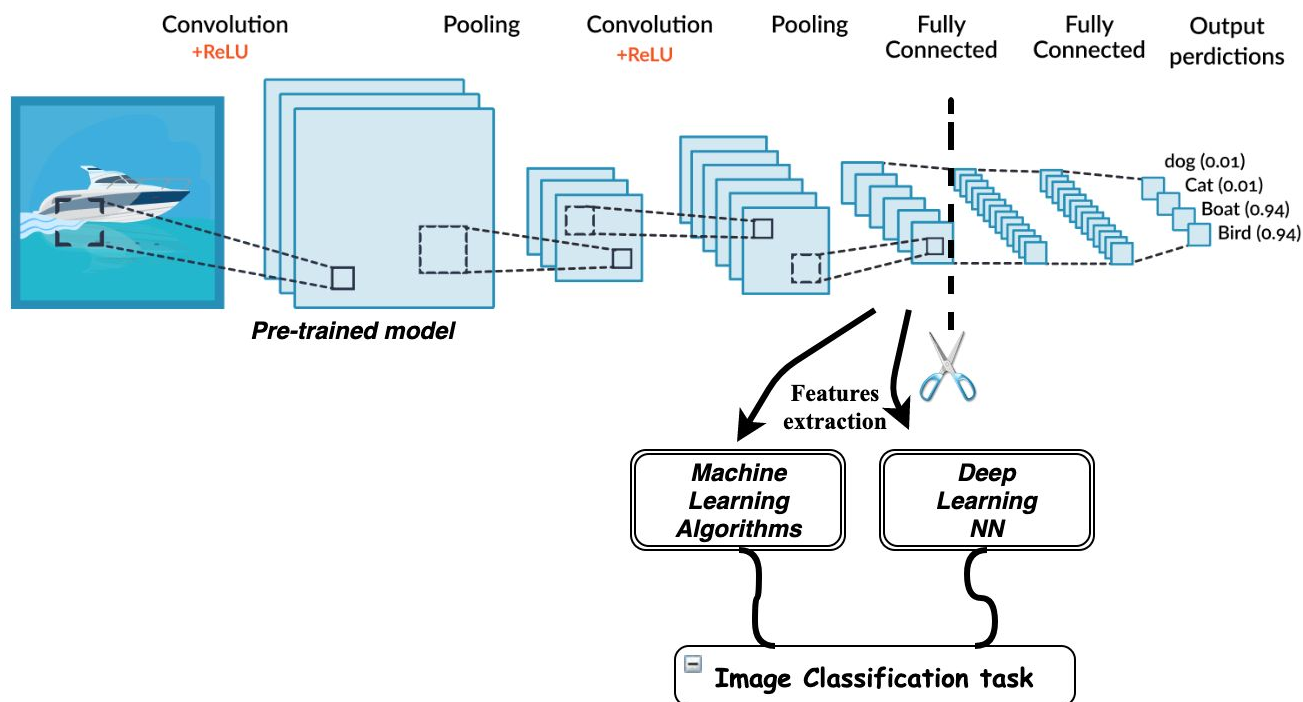 Convolution
+ReLU
Pooling
Convolution
+ReLU
Pooling
Fully
Connected
Fully
Connected
Output
perdictions
dog (0.01)
Cat (0.01)
Boat (0.94)
Bird (0.94)
Pre-trained model
Features
extraction
Machine
Learning
Algorithms
Deep
Learning
NN
Image Classification task